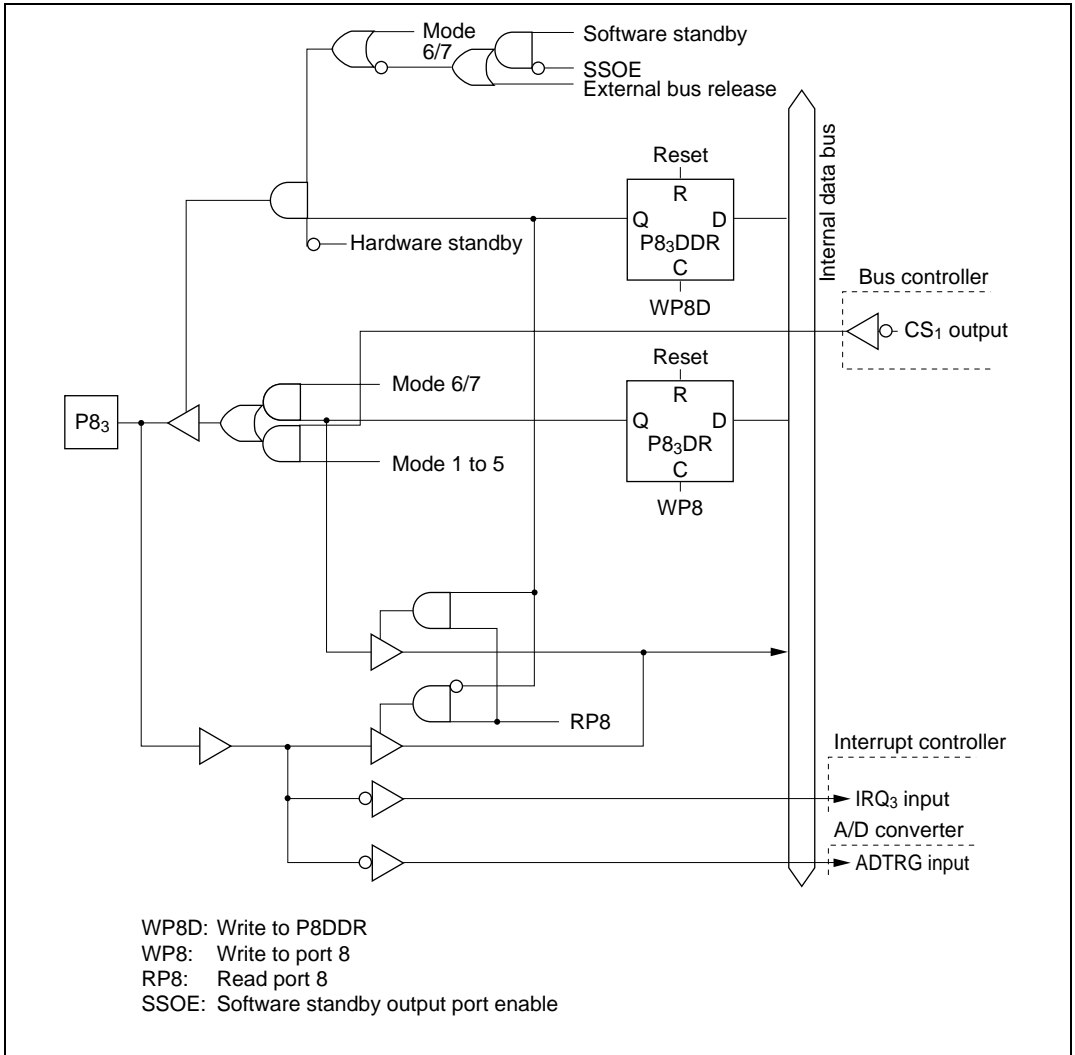 Mode
6/7
Software standby
SSOE
External bus release
Internal data bus
Reset
R
Q D
P8₃DDR
C
WP8D
Hardware standby
Bus controller
CS₁ output
Reset
R
Q D
P8₃DR
C
WP8
Mode 6/7
P8₃
Mode 1 to 5
RP8
Interrupt controller
IRQ₃ input
A/D converter
ADTRG input
WP8D: Write to P8DDR
WP8: Write to port 8
RP8: Read port 8
SSOE: Software standby output port enable